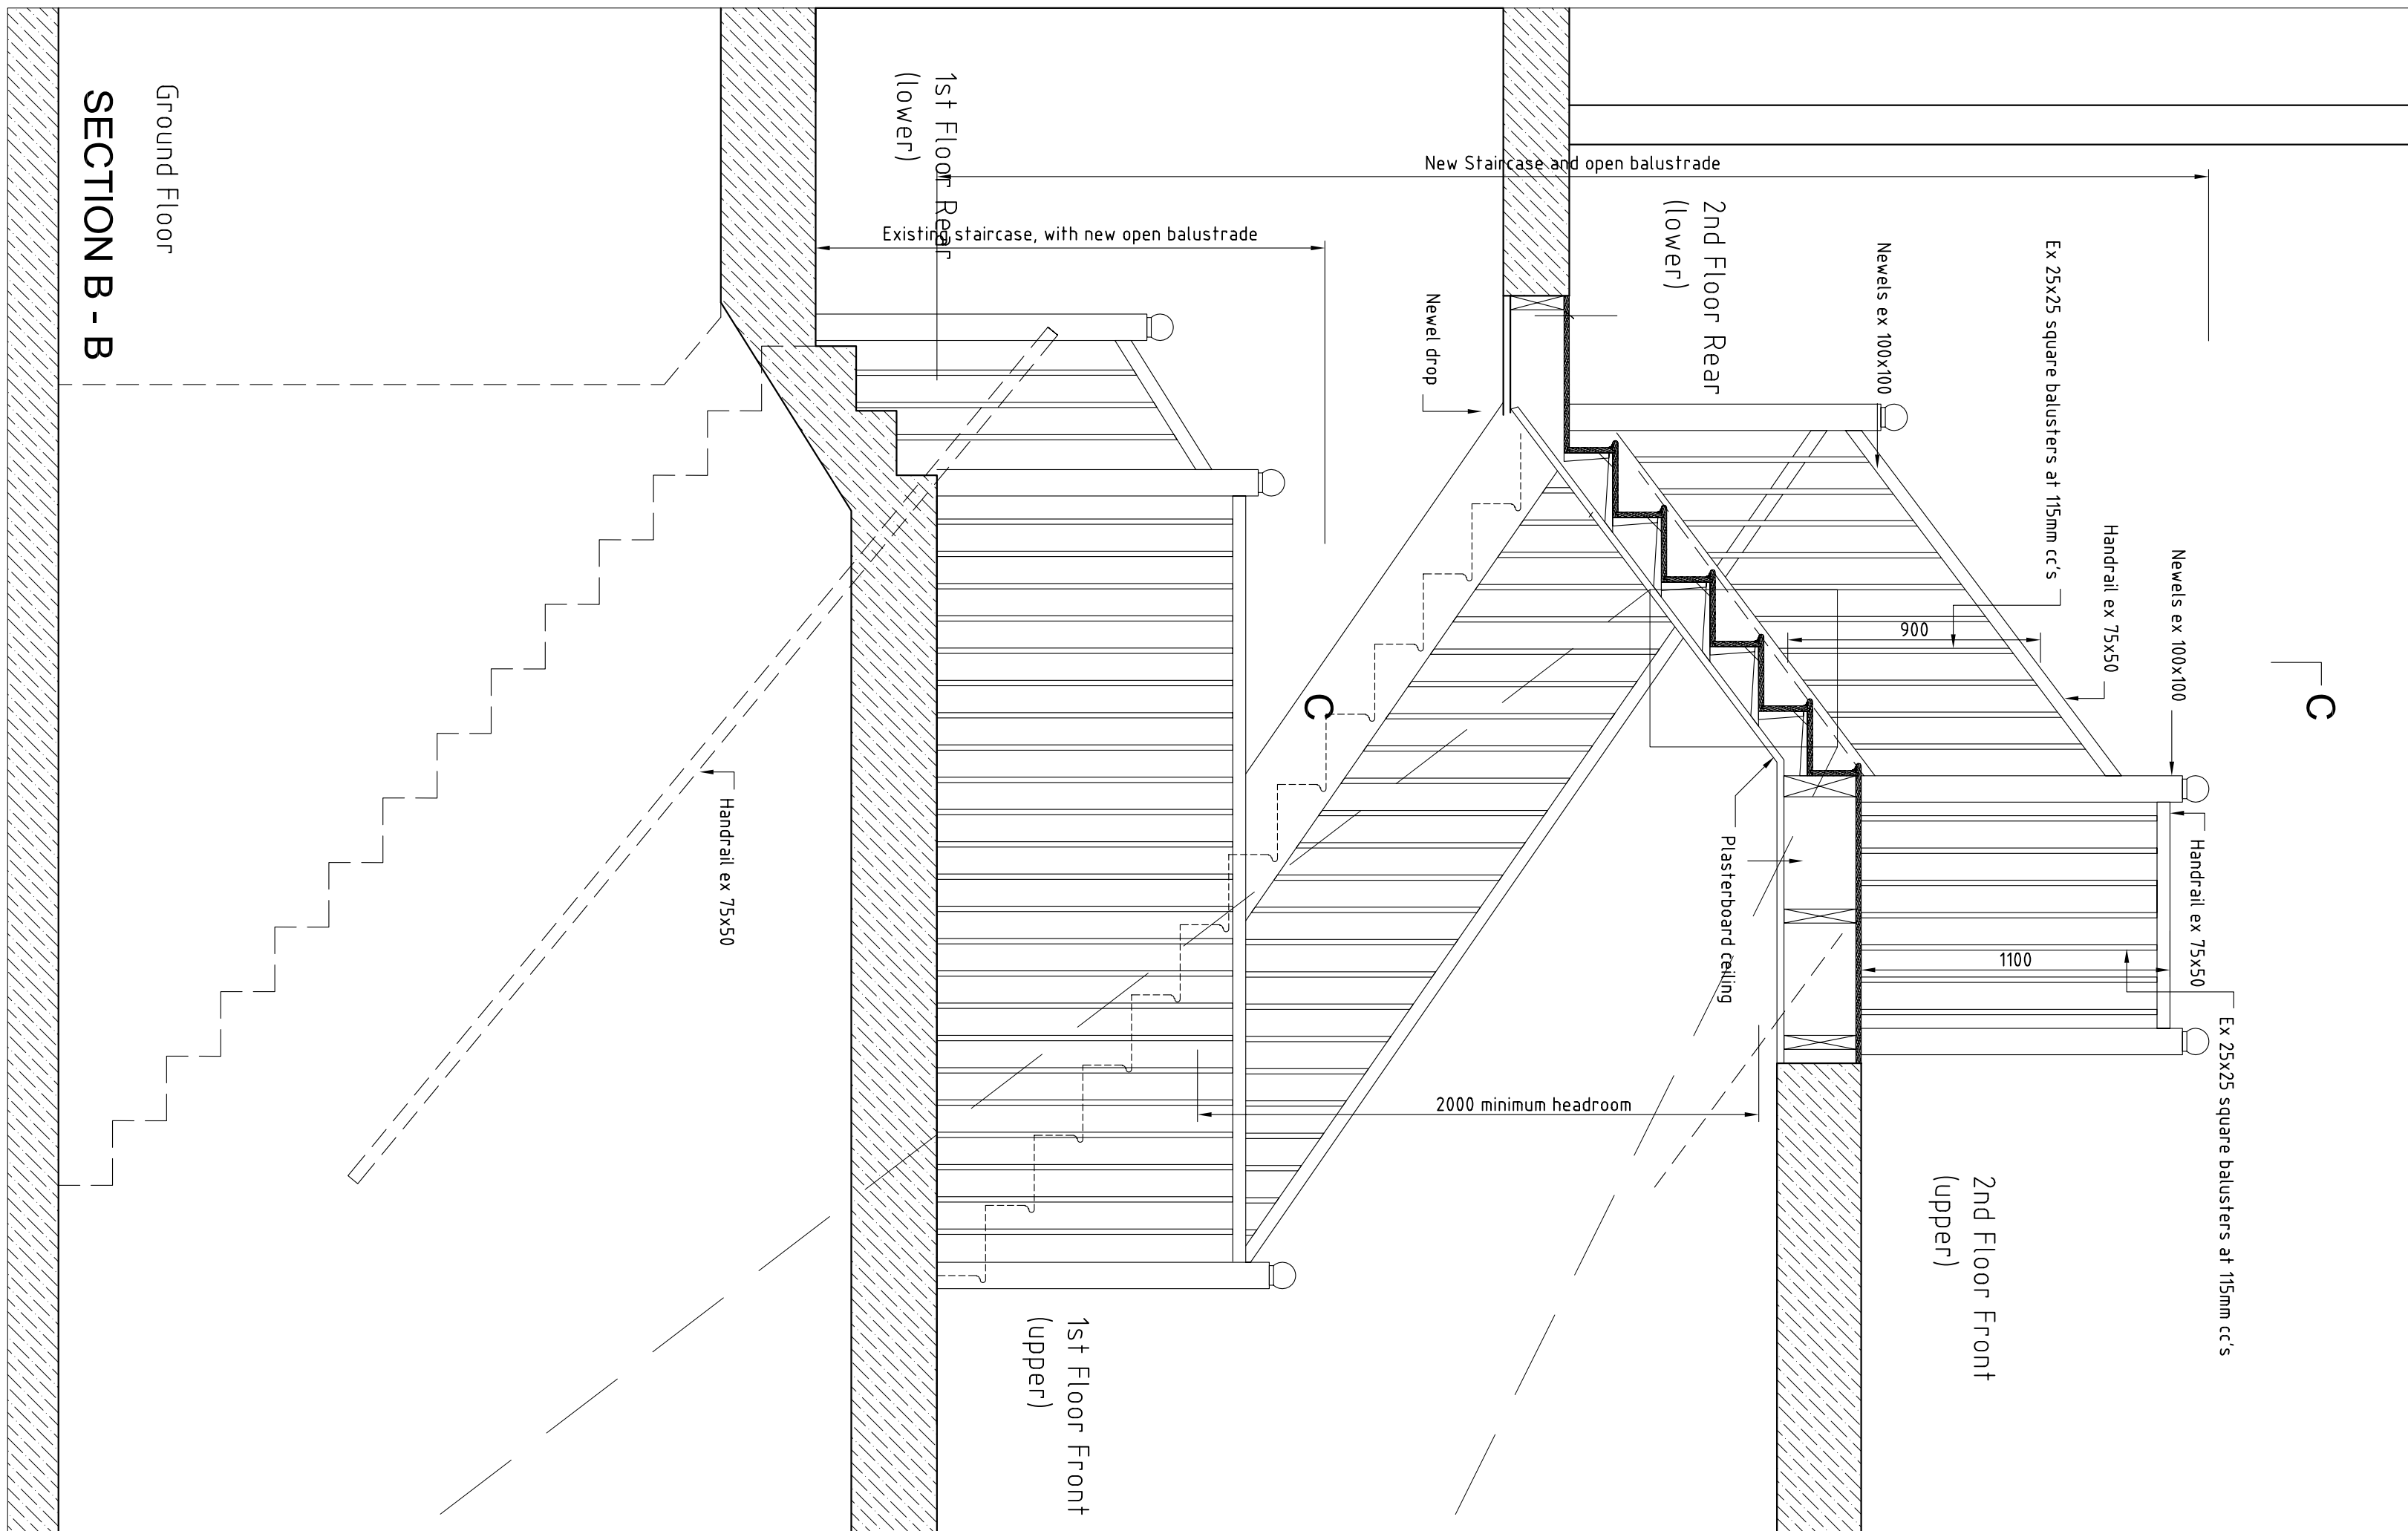 SECTION B - B
Ground Floor
1st Floor Rear
(lower)
New Staircase and open balustrade
Existing staircase, with new open balustrade
2nd Floor Rear
(lower)
Newel drop
Newels ex 100x100
Ex 25x25 square balusters at 115mm cc's
Handrail ex 75x50
Newels ex 100x100
900
C
C
Handrail ex 75x50
Plasterboard ceiling
Handrail ex 75x50
1100
Ex 25x25 square balusters at 115mm cc's
2000 minimum headroom
2nd Floor Front
(upper)
1st Floor Front
(upper)